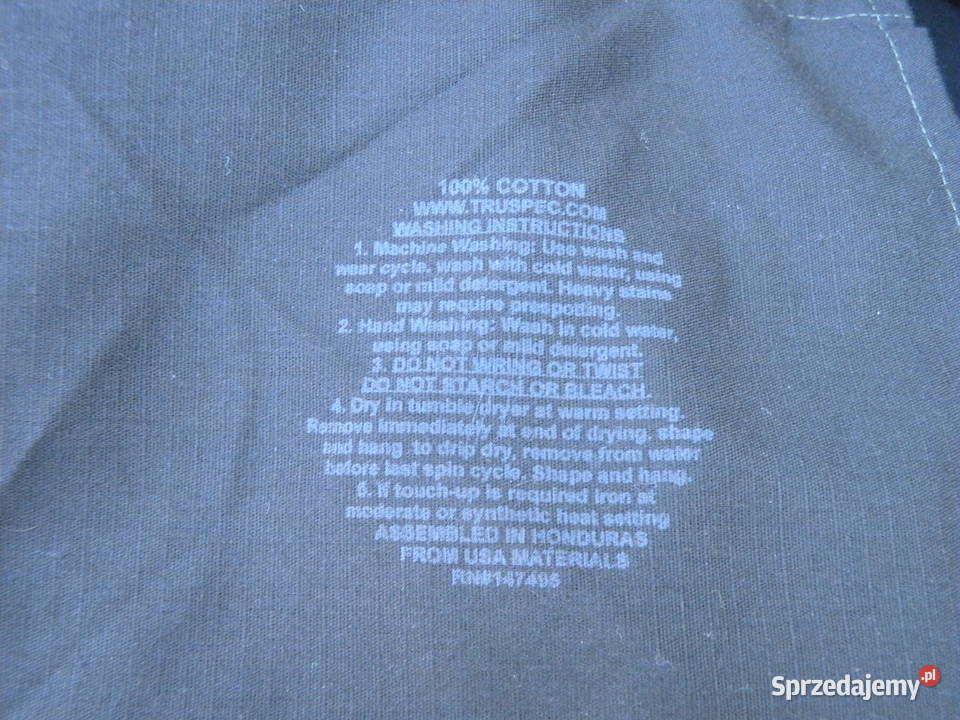 100% COTTON
WWW.TRUSPEC.COM
WASHING INSTRUCTIONS
1. Machine Washing: Use wash and
wear cycle, wash with cold water, using
soap or mild detergent. Heavy stains
may require prespotting.
2. Hand Washing: Wash in cold water,
using soap or mild detergent.
3. DO NOT WRING OR TWIST
DO NOT STARCH OR BLEACH.
4. Dry in tumble dryer at warm setting.
Remove immediately at end of drying, shape
and hang to drip dry, remove from water
before last spin cycle. Shape and hang.
5. If touch-up is required iron at
moderate or synthetic heat setting
ASSEMBLED IN HONDURAS
FROM USA MATERIALS
RN#147495
Sprzedajemy.pl